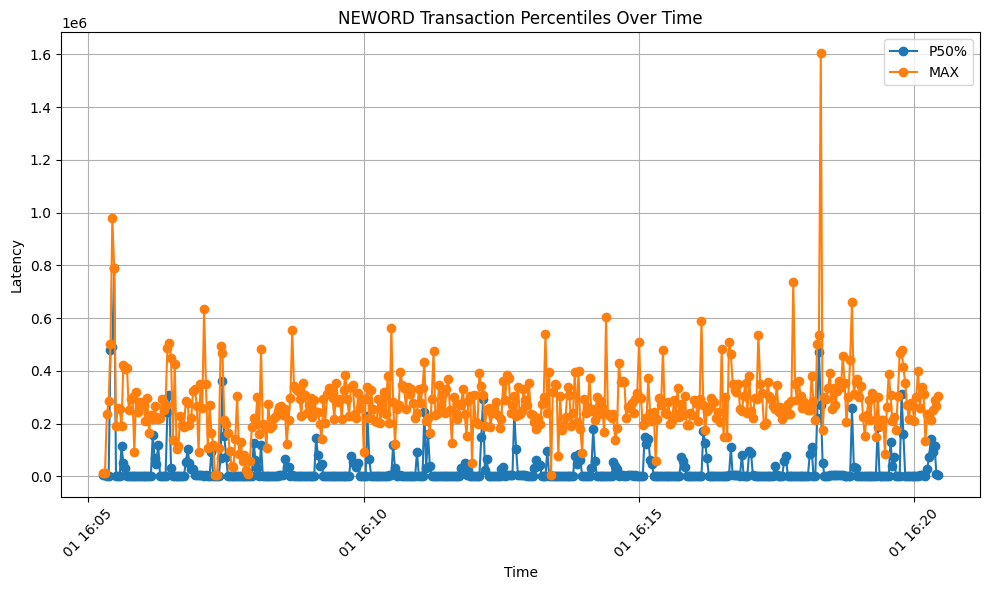 NEWORD Transaction Percentiles Over Time
1e6
P50%
MAX
1.6
1.4
1.2
1.0
0.8
0.6
0.4
0.2
0.0
Latency
01 16:05
01 16:10
01 16:15
01 16:20
Time